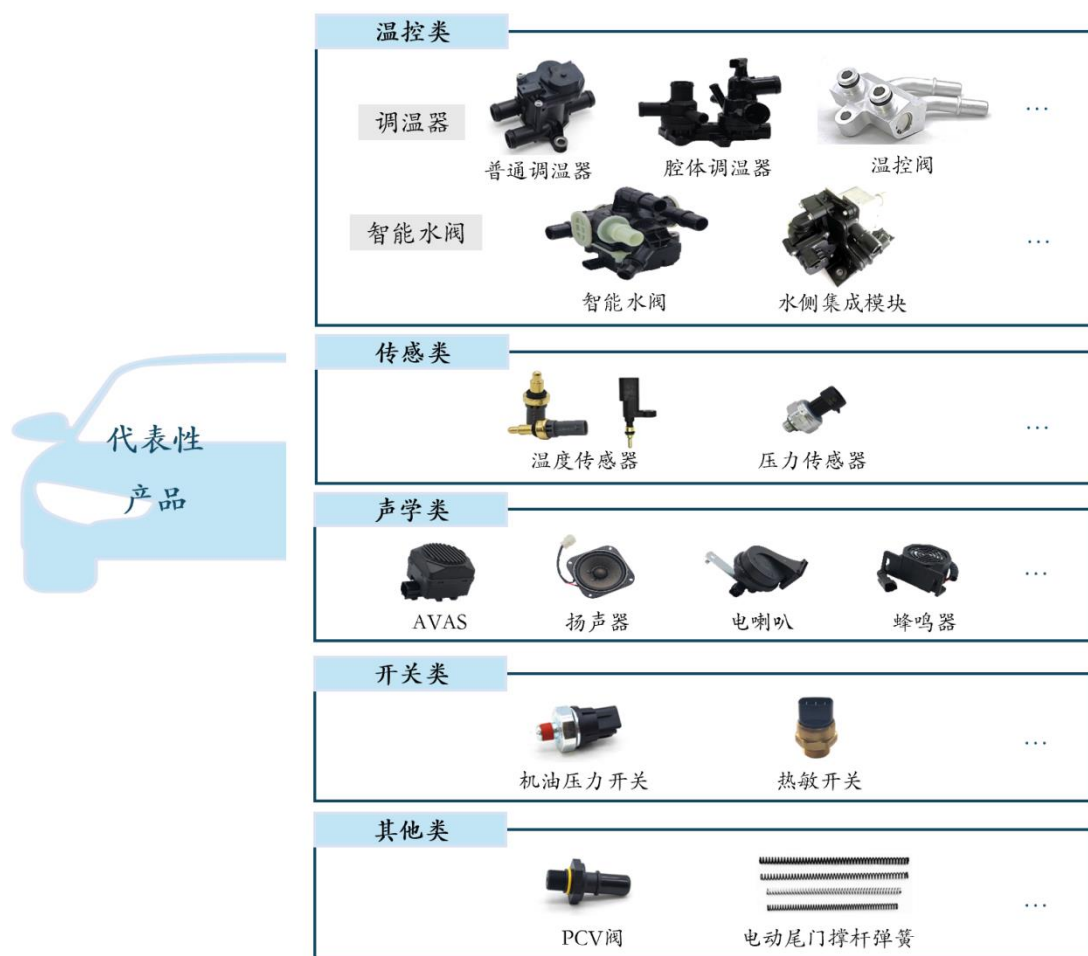 温控类
调温器
普通调温器
腔体调温器
温控阀
...
智能水阀
智能水阀
水侧集成模块
...
传感类
代表性
产品
温度传感器
压力传感器
...
声学类
AVAS
扬声器
电喇叭
蜂鸣器
...
开关类
机油压力开关
热敏开关
...
其他类
PCV阀
电动尾门撑杆弹簧
...